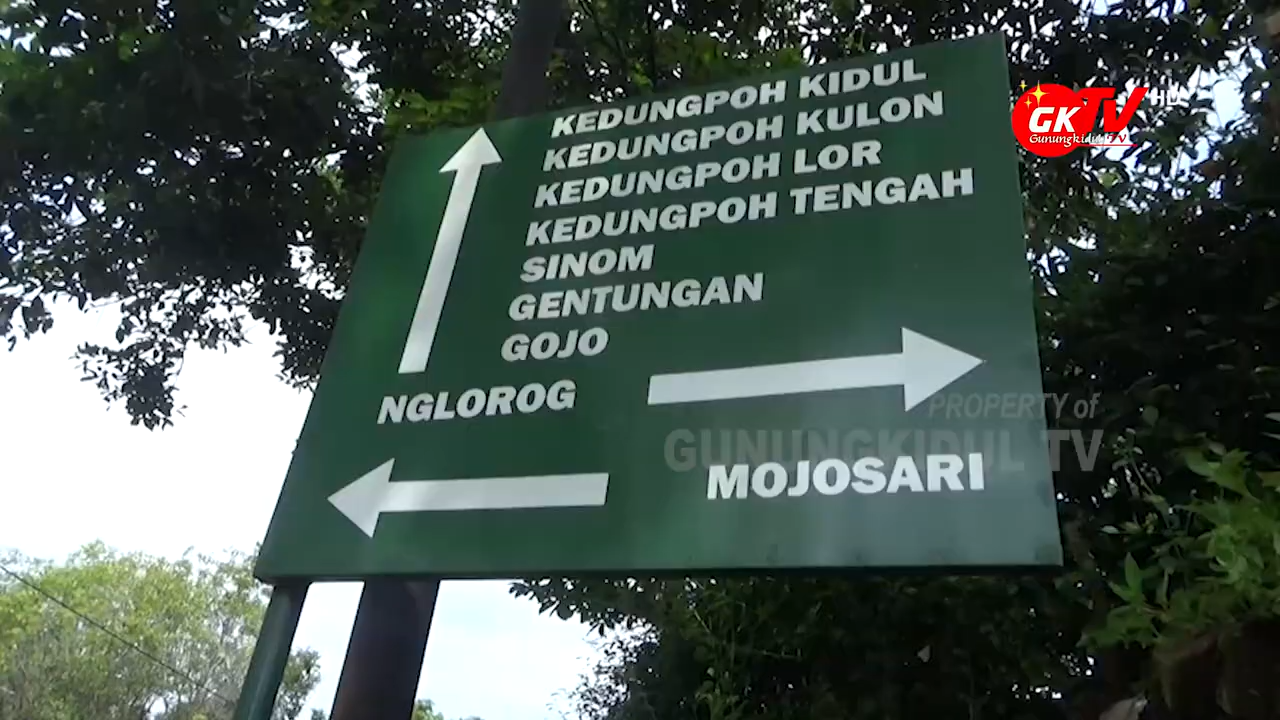 KEDUNGPOH KIDUL
KEDUNGPOH KULON
KEDUNGPOH LOR
KEDUNGPOH TENGAH
SINOM
GENTUNGAN
GOJO
NGLOROG
MOJOSARI
GKTV HD
Gunungkidul TV
PROPERTY of
GUNUNGKIDUL TV